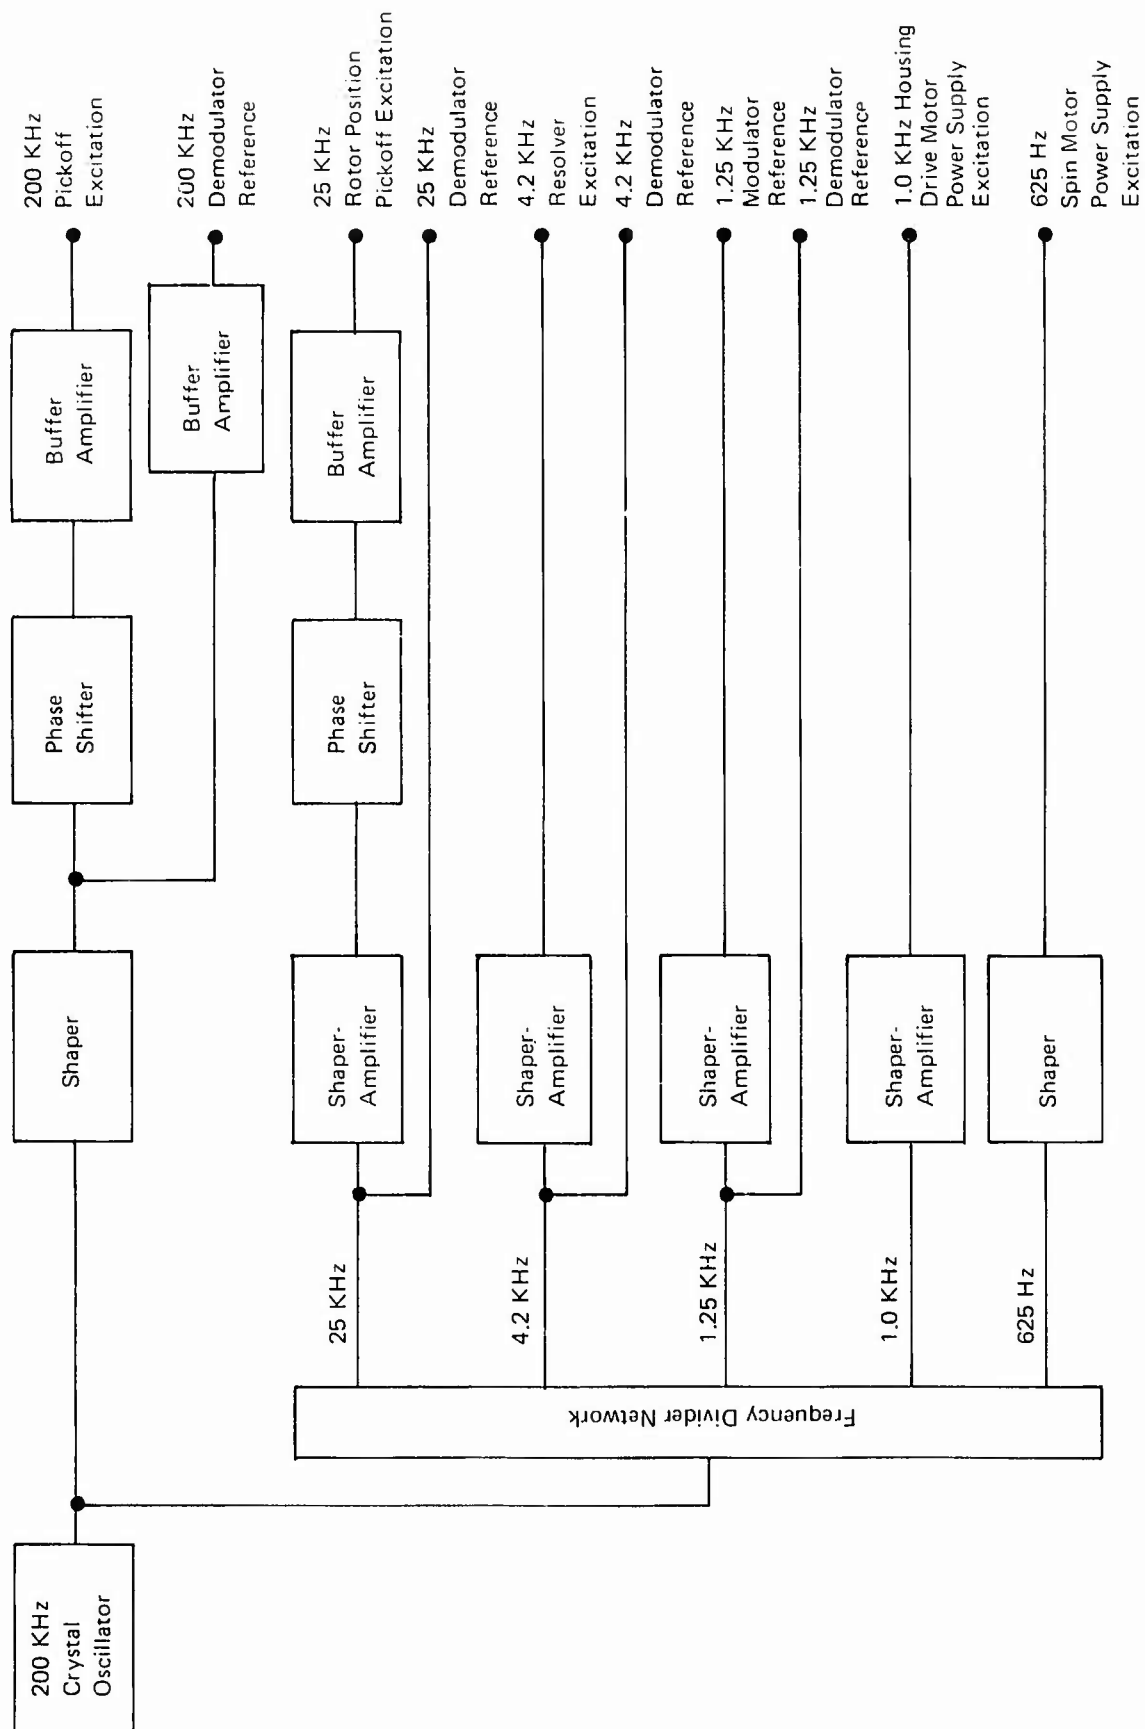 200 KHz
Crystal
Oscillator
Shaper
Phase
Shifter
Buffer
Amplifier
200 KHz
Pickoff
Excitation
Buffer
Amplifier
200 KHz
Demodulator
Reference
Frequency Divider Network
25 KHz
Shaper-
Amplifier
Phase
Shifter
Buffer
Amplifier
25 KHz
Rotor Position
Pickoff Excitation
25 KHz
Demodulator
Reference
4.2 KHz
Shaper-
Amplifier
4.2 KHz
Resolver
Excitation
4.2 KHz
Demodulator
Reference
1.25 KHz
Shaper-
Amplifier
1.25 KHz
Modulator
Reference
1.25 KHz
Demodulator
Reference
1.0 KHz
Shaper-
Amplifier
1.0 KHz Housing
Drive Motor
Power Supply
Excitation
625 Hz
Shaper
625 Hz
Spin Motor
Power Supply
Excitation